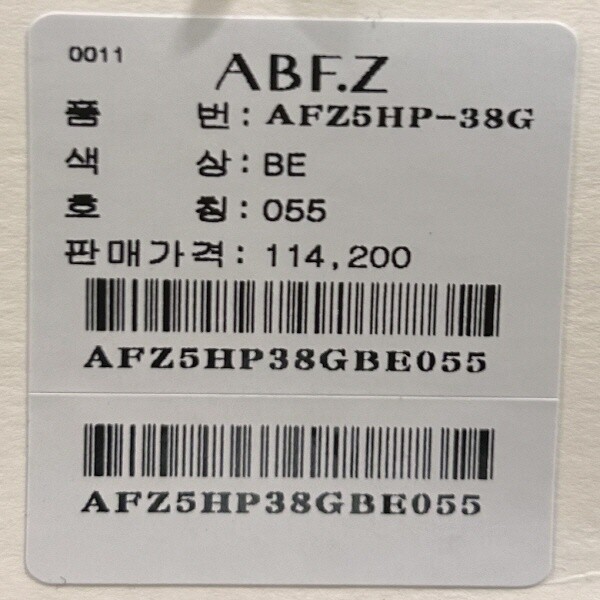 0011
ABF.Z
품 번 : AFZ5HP-38G
색 상 : BE
호 칭 : 055
판매가격 : 114,200
AFZ5HP38GBE055
AFZ5HP38GBE055